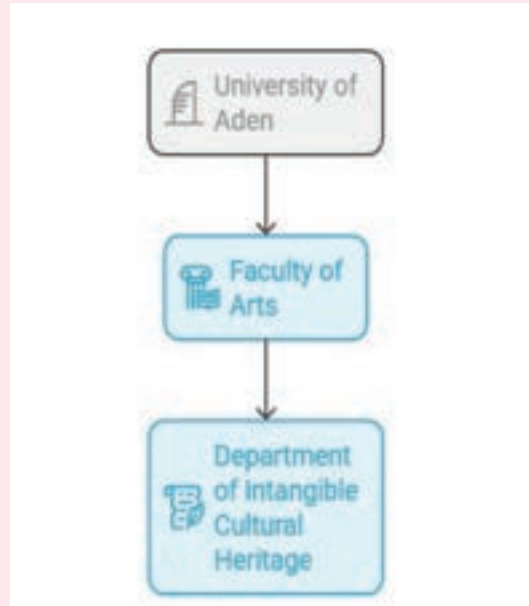 University of
Aden
Faculty of
Arts
Department
of Intangible
Cultural
Heritage